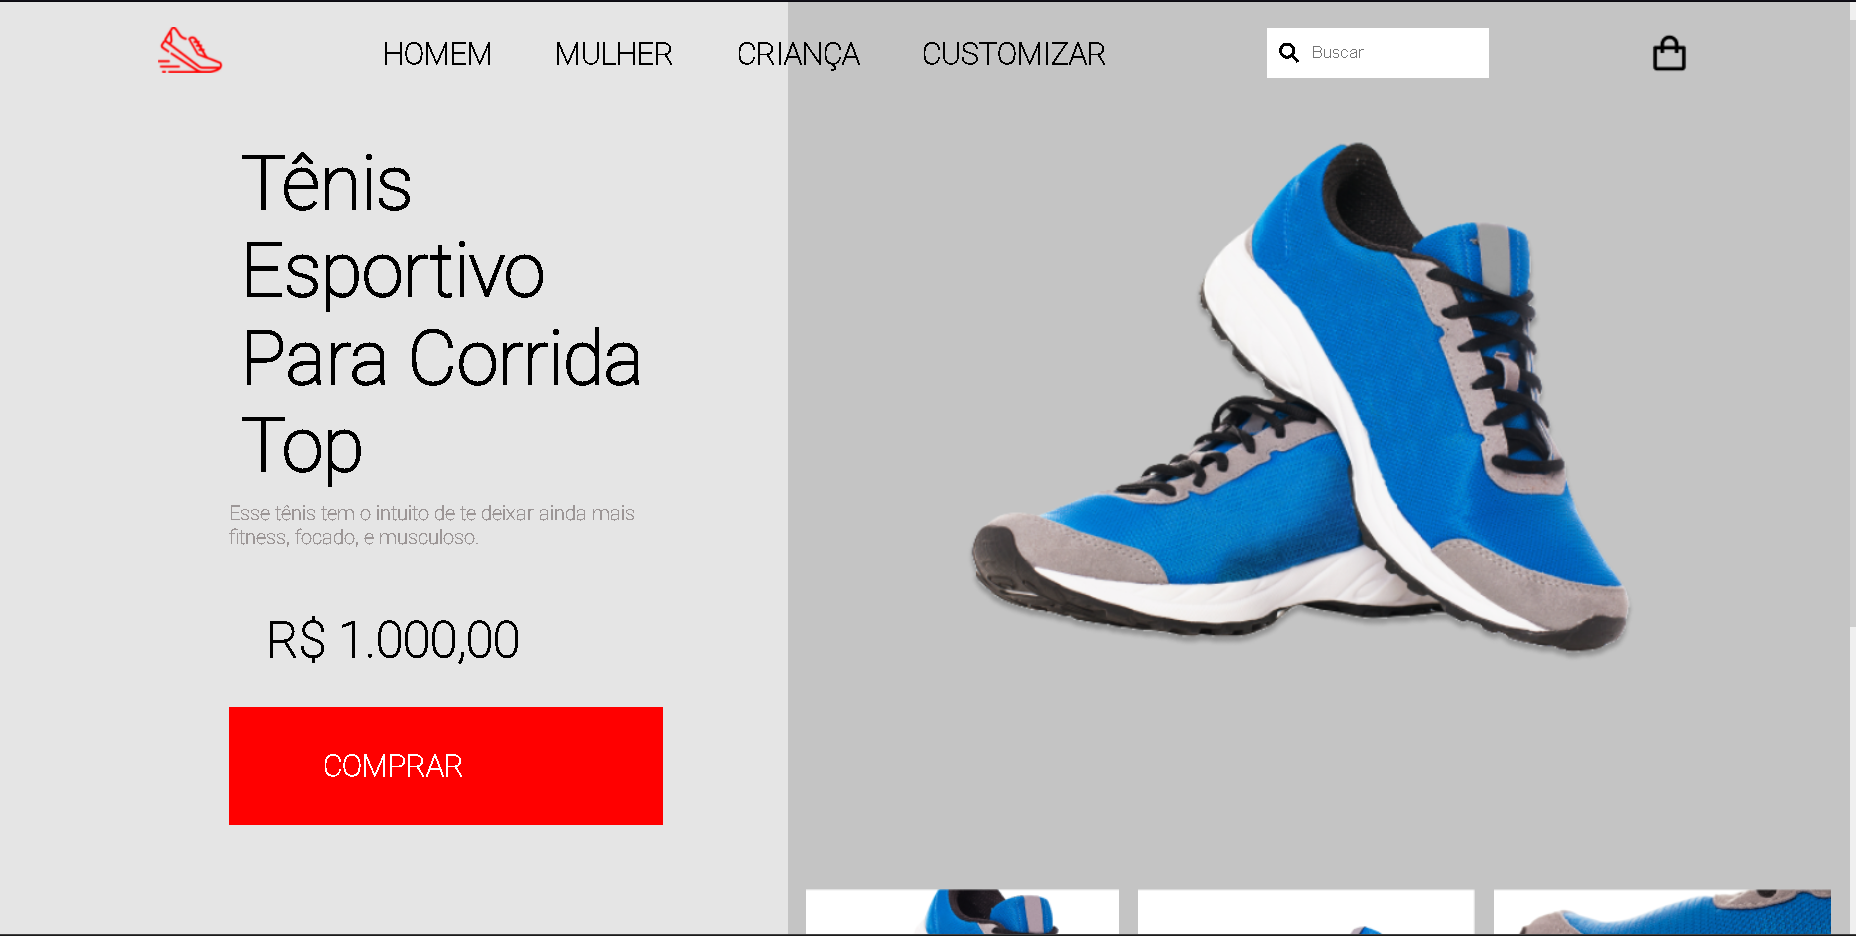 HOMEM MULHER CRIANÇA CUSTOMIZAR Buscar
Tênis
Esportivo
Para Corrida
Top
Esse tênis tem o intuito de te deixar ainda mais
fitness, focado, e musculoso.
R$ 1.000,00
COMPRAR